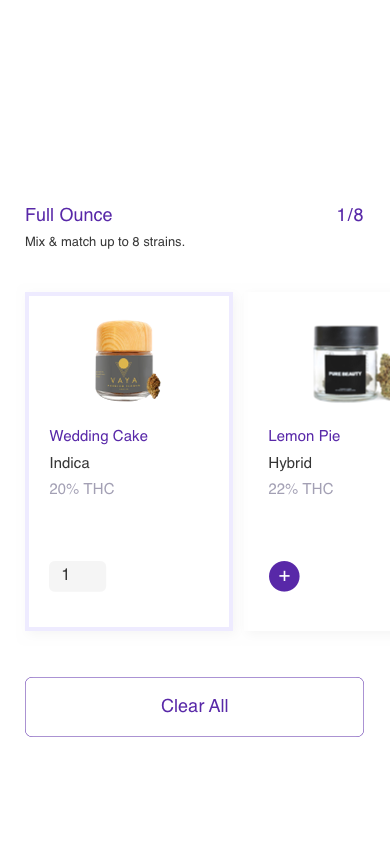 Full Ounce
1/8
Mix & match up to 8 strains.
YAYA
PURE BEAUTY
Wedding Cake
Indica
20% THC
1
Lemon Pie
Hybrid
22% THC
+
Clear All